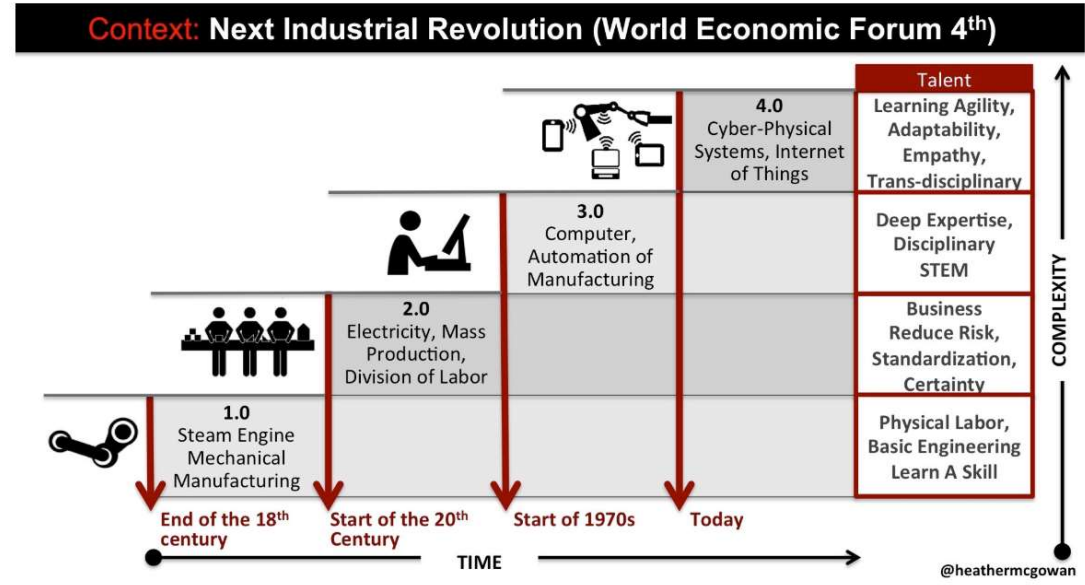 Context: Next Industrial Revolution (World Economic Forum 4th)
Talent
4.0
Cyber-Physical
Systems, Internet
of Things
Learning Agility,
Adaptability,
Empathy,
Trans-disciplinary
3.0
Computer,
Automation of
Manufacturing
Deep Expertise,
Disciplinary
STEM
2.0
Electricity, Mass
Production,
Division of Labor
Business
Reduce Risk,
Standardization,
Certainty
1.0
Steam Engine
Mechanical
Manufacturing
Physical Labor,
Basic Engineering
Learn A Skill
COMPLEXITY
End of the 18th
century
Start of the 20th
Century
Start of 1970s
Today
TIME
@heathermcgowan